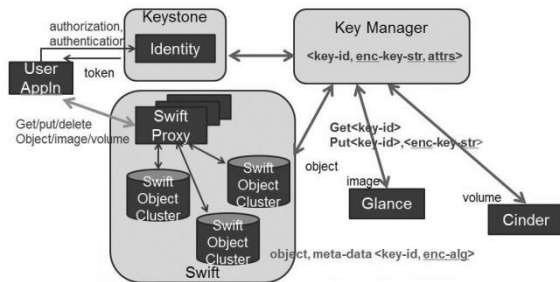 Keystone
Key Manager
authorization,
authentication
Identity
<key-id, enc-key-str, attrs>
token
User
Appln
Get/put/delete
Object/image/volume
Swift
Proxy
Get<key-id>
Put<key-id>,<enc-key-str>
object
image
volume
Swift
Object
Cluster
Swift
Object
Cluster
Swift
Object
Cluster
Glance
Cinder
object, meta-data <key-id, enc-alg>
Swift